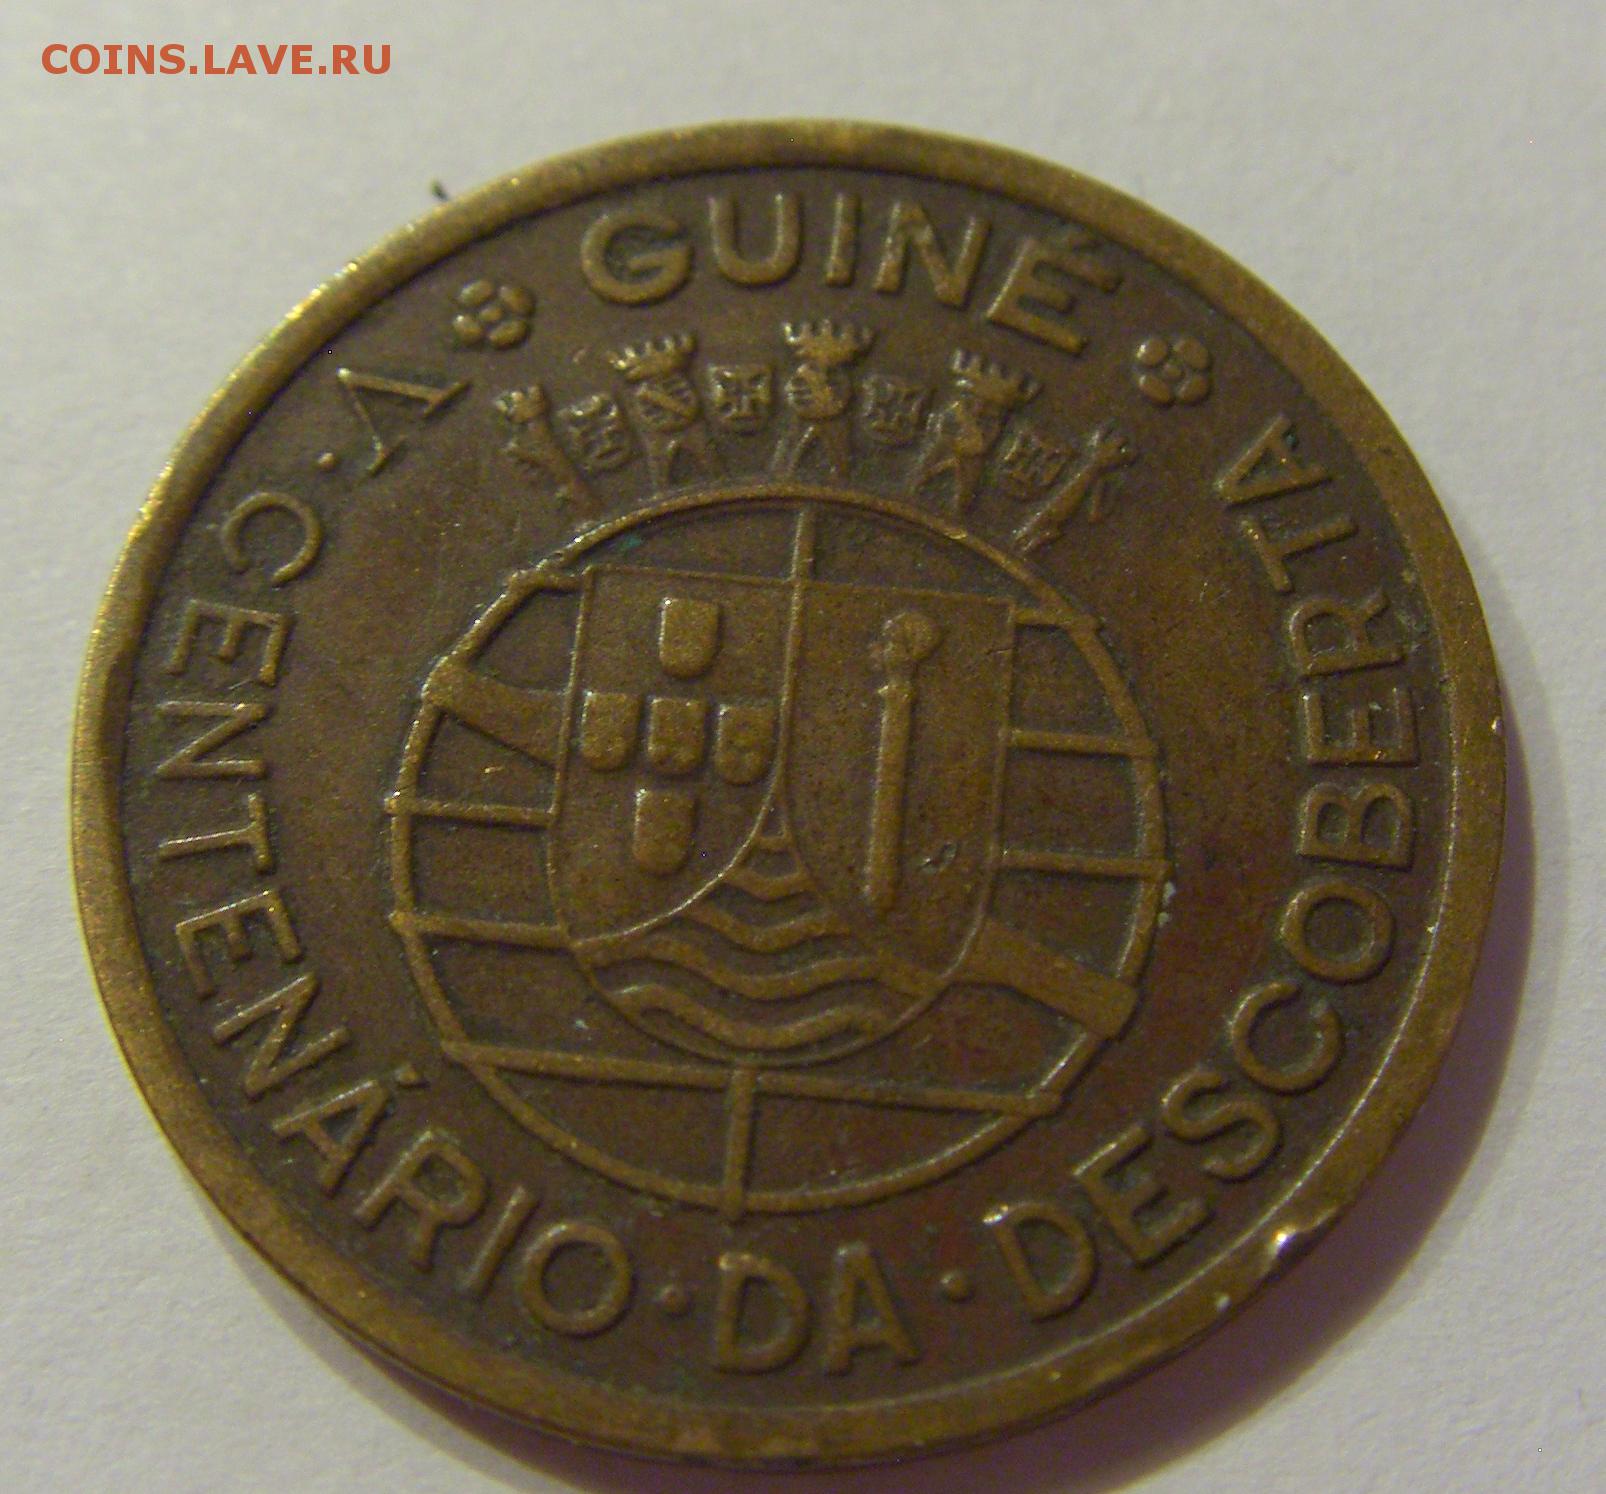 COINS.LAVE.RU
GUINÉ
V. CENTENÁRIO · DA · DESCOBERTA